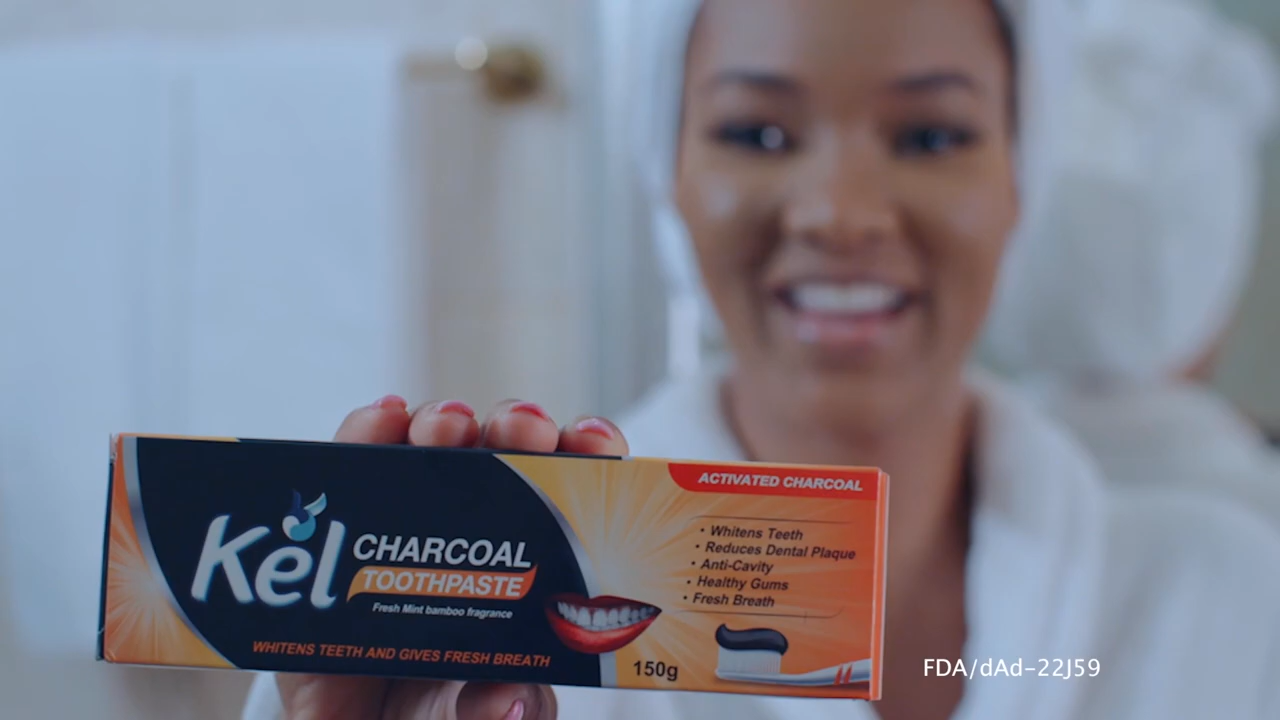 Kel
CHARCOAL
TOOTHPASTE
Fresh Mint bamboo fragrance
WHITENS TEETH AND GIVES FRESH BREATH
150g
ACTIVATED CHARCOAL
• Whitens Teeth
• Reduces Dental Plaque
• Anti-Cavity
• Healthy Gums
• Fresh Breath
FDA/dAd-22J59